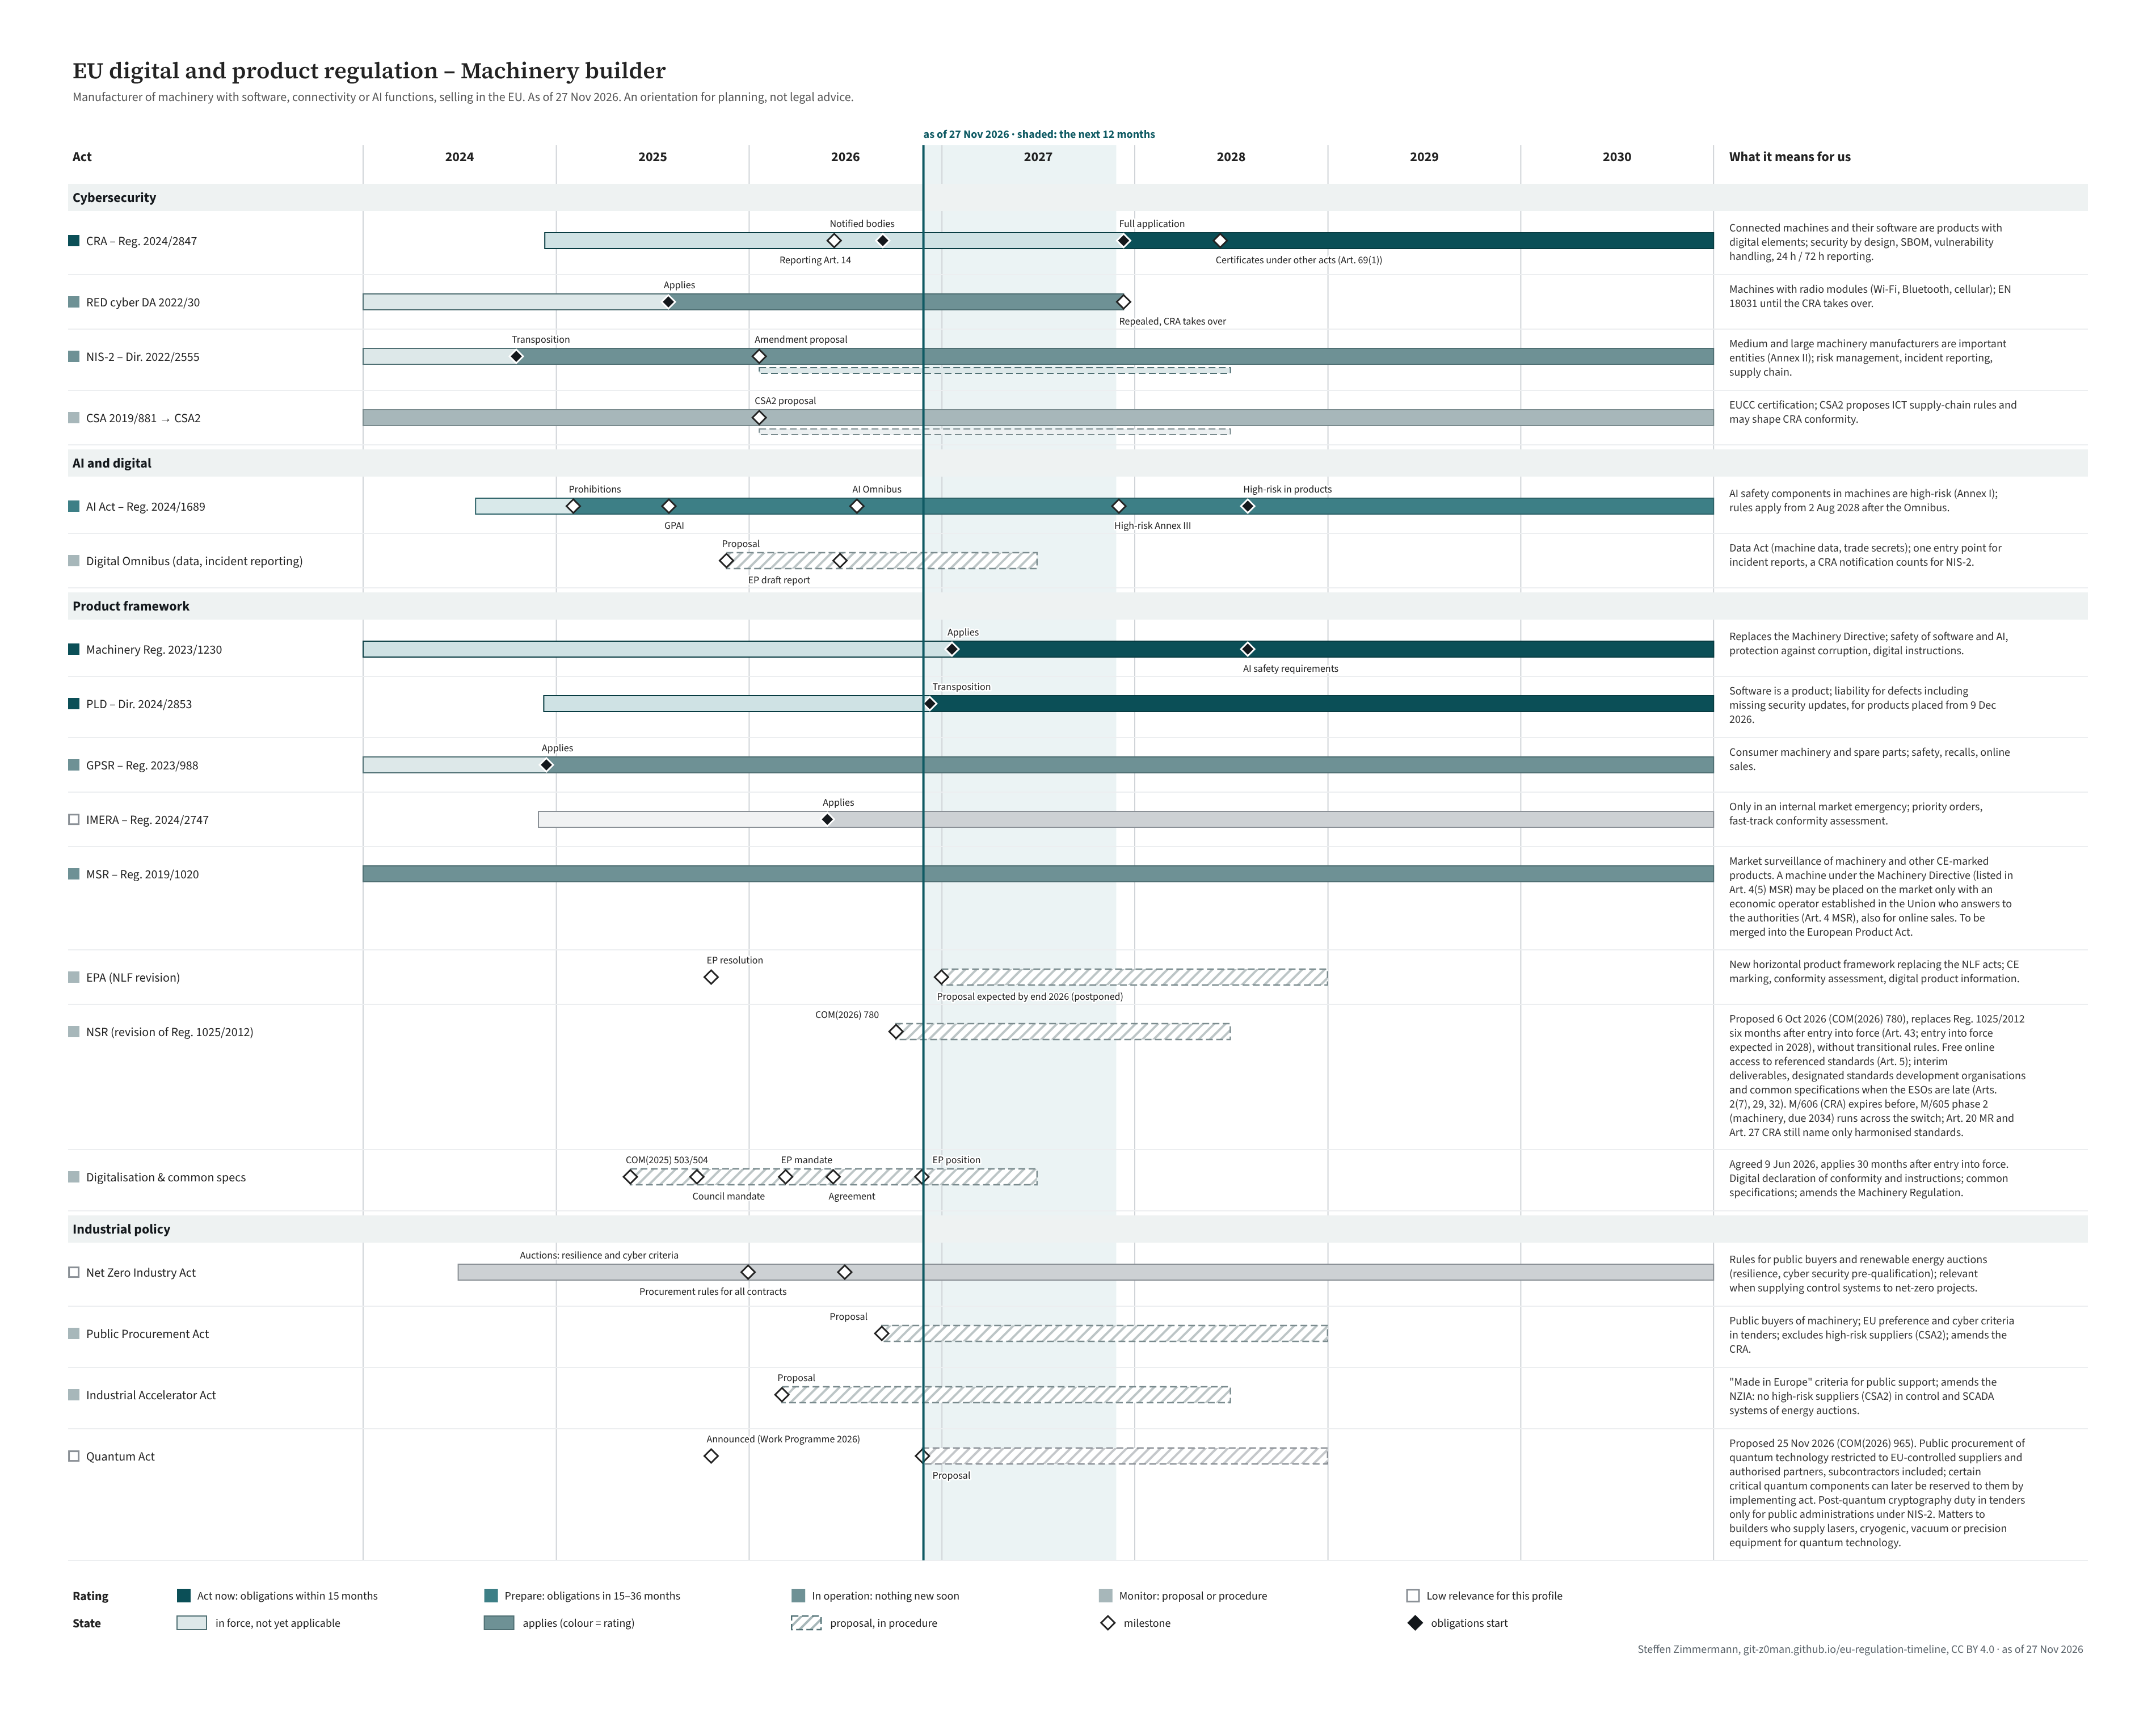 EU digital and product regulation – Machinery builder
Manufacturer of machinery with software, connectivity or AI functions, selling in the EU. As of 27 Nov 2026. An orientation for planning, not legal advice.
as of 27 Nov 2026 · shaded: the next 12 months
Act 2024 2025 2026 2027 2028 2029 2030 What it means for us
Cybersecurity
CRA – Reg. 2024/2847
Notified bodies
Full application
Reporting Art. 14
Certificates under other acts (Art. 69(1))
Connected machines and their software are products with
digital elements; security by design, SBOM, vulnerability
handling, 24 h / 72 h reporting.
RED cyber DA 2022/30
Applies
Repealed, CRA takes over
Machines with radio modules (Wi-Fi, Bluetooth, cellular); EN
18031 until the CRA takes over.
NIS-2 – Dir. 2022/2555
Transposition
Amendment proposal
Medium and large machinery manufacturers are important
entities (Annex II); risk management, incident reporting,
supply chain.
CSA 2019/881 → CSA2
CSA2 proposal
EUCC certification; CSA2 proposes ICT supply-chain rules and
may shape CRA conformity.
AI and digital
AI Act – Reg. 2024/1689
Prohibitions
AI Omnibus
High-risk in products
GPAI
High-risk Annex III
AI safety components in machines are high-risk (Annex I);
rules apply from 2 Aug 2028 after the Omnibus.
Digital Omnibus (data, incident reporting)
Proposal
EP draft report
Data Act (machine data, trade secrets); one entry point for
incident reports, a CRA notification counts for NIS-2.
Product framework
Machinery Reg. 2023/1230
Applies
AI safety requirements
Replaces the Machinery Directive; safety of software and AI,
protection against corruption, digital instructions.
PLD – Dir. 2024/2853
Transposition
Software is a product; liability for defects including
missing security updates, for products placed from 9 Dec
2026.
GPSR – Reg. 2023/988
Applies
Consumer machinery and spare parts; safety, recalls, online
sales.
IMERA – Reg. 2024/2747
Applies
Only in an internal market emergency; priority orders,
fast-track conformity assessment.
MSR – Reg. 2019/1020
Market surveillance of machinery and other CE-marked
products. A machine under the Machinery Directive (listed in
Art. 4(5) MSR) may be placed on the market only with an
economic operator established in the Union who answers to
the authorities (Art. 4 MSR), also for online sales. To be
merged into the European Product Act.
EPA (NLF revision)
EP resolution
Proposal expected by end 2026 (postponed)
New horizontal product framework replacing the NLF acts; CE
marking, conformity assessment, digital product information.
NSR (revision of Reg. 1025/2012)
COM(2026) 780
Proposed 6 Oct 2026 (COM(2026) 780), replaces Reg. 1025/2012
six months after entry into force (Art. 43; entry into force
expected in 2028), without transitional rules. Free online
access to referenced standards (Art. 5); interim
deliverables, designated standards development organisations
and common specifications when the ESOs are late (Arts.
2(7), 29, 32). M/606 (CRA) expires before, M/605 phase 2
(machinery, due 2034) runs across the switch; Art. 20 MR and
Art. 27 CRA still name only harmonised standards.
Digitalisation & common specs
COM(2025) 503/504
EP mandate
EP position
Council mandate
Agreement
Agreed 9 Jun 2026, applies 30 months after entry into force.
Digital declaration of conformity and instructions; common
specifications; amends the Machinery Regulation.
Industrial policy
Net Zero Industry Act
Auctions: resilience and cyber criteria
Procurement rules for all contracts
Rules for public buyers and renewable energy auctions
(resilience, cyber security pre-qualification); relevant
when supplying control systems to net-zero projects.
Public Procurement Act
Proposal
Public buyers of machinery; EU preference and cyber criteria
in tenders; excludes high-risk suppliers (CSA2); amends the
CRA.
Industrial Accelerator Act
Proposal
"Made in Europe" criteria for public support; amends the
NZIA: no high-risk suppliers (CSA2) in control and SCADA
systems of energy auctions.
Quantum Act
Announced (Work Programme 2026)
Proposal
Proposed 25 Nov 2026 (COM(2026) 965). Public procurement of
quantum technology restricted to EU-controlled suppliers and
authorised partners, subcontractors included; certain
critical quantum components can later be reserved to them by
implementing act. Post-quantum cryptography duty in tenders
only for public administrations under NIS-2. Matters to
builders who supply lasers, cryogenic, vacuum or precision
equipment for quantum technology.
Rating Act now: obligations within 15 months Prepare: obligations in 15–36 months In operation: nothing new soon Monitor: proposal or procedure Low relevance for this profile
State in force, not yet applicable applies (colour = rating) proposal, in procedure milestone obligations start
Steffen Zimmermann, git-z0man.github.io/eu-regulation-timeline, CC BY 4.0 · as of 27 Nov 2026